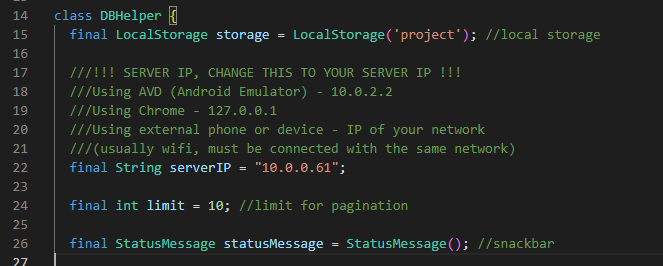 14 class DBHelper {
15 final LocalStorage storage = LocalStorage('project'); //local storage
16
17 ///!!! SERVER IP, CHANGE THIS TO YOUR SERVER IP !!!
18 ///Using AVD (Android Emulator) - 10.0.2.2
19 ///Using Chrome - 127.0.0.1
20 ///Using external phone or device - IP of your network
21 ///(usually wifi, must be connected with the same network)
22 final String serverIP = "10.0.0.61";
23
24 final int limit = 10; //limit for pagination
25
26 final StatusMessage statusMessage = StatusMessage(); //snackbar
27